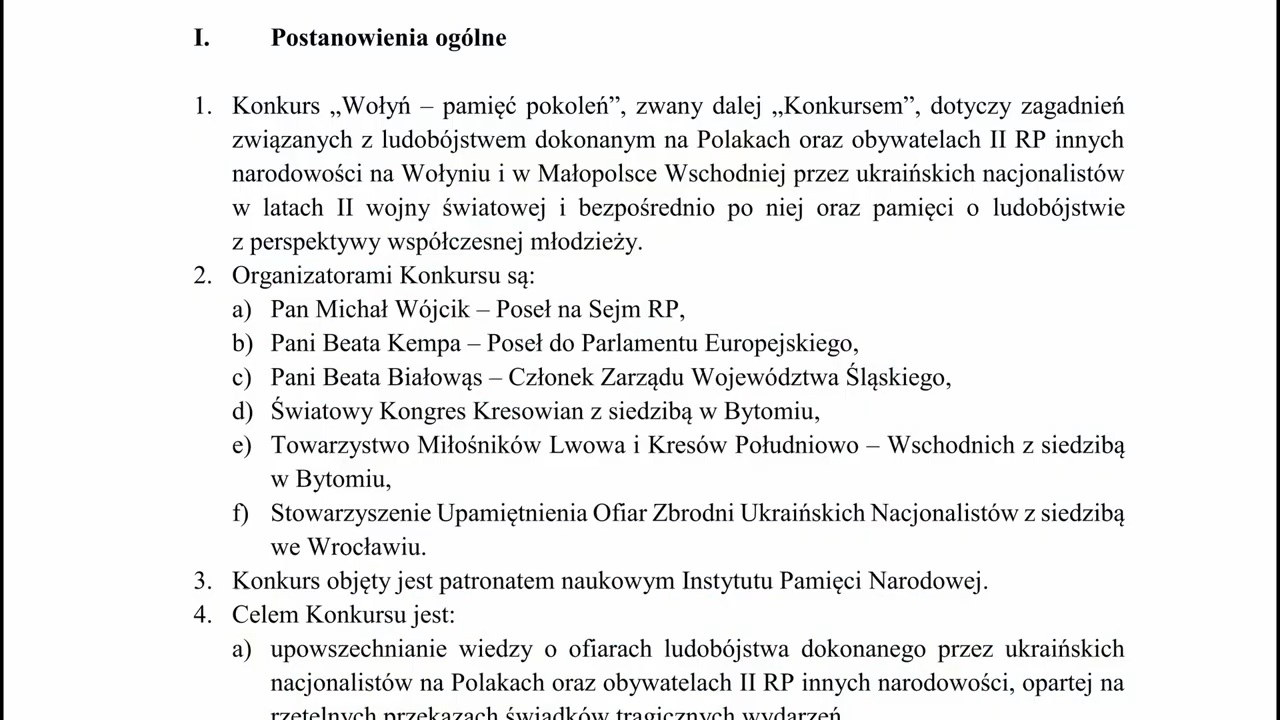 I. Postanowienia ogólne
1. Konkurs „Wołyń – pamięć pokoleń”, zwany dalej „Konkursem”, dotyczy zagadnień
związanych z ludobójstwem dokonanym na Polakach oraz obywatelach II RP innych
narodowości na Wołyniu i w Małopolsce Wschodniej przez ukraińskich nacjonalistów
w latach II wojny światowej i bezpośrednio po niej oraz pamięci o ludobójstwie
z perspektywy współczesnej młodzieży.
2. Organizatorami Konkursu są:
a) Pan Michał Wójcik – Poseł na Sejm RP,
b) Pani Beata Kempa – Poseł do Parlamentu Europejskiego,
c) Pani Beata Białowąs – Członek Zarządu Województwa Śląskiego,
d) Światowy Kongres Kresowian z siedzibą w Bytomiu,
e) Towarzystwo Miłośników Lwowa i Kresów Południowo – Wschodnich z siedzibą
w Bytomiu,
f) Stowarzyszenie Upamiętnienia Ofiar Zbrodni Ukraińskich Nacjonalistów z siedzibą
we Wrocławiu.
3. Konkurs objęty jest patronatem naukowym Instytutu Pamięci Narodowej.
4. Celem Konkursu jest:
a) upowszechnianie wiedzy o ofiarach ludobójstwa dokonanego przez ukraińskich
nacjonalistów na Polakach oraz obywatelach II RP innych narodowości, opartej na
rzetelnych przekazach świadków tragicznych wydarzeń